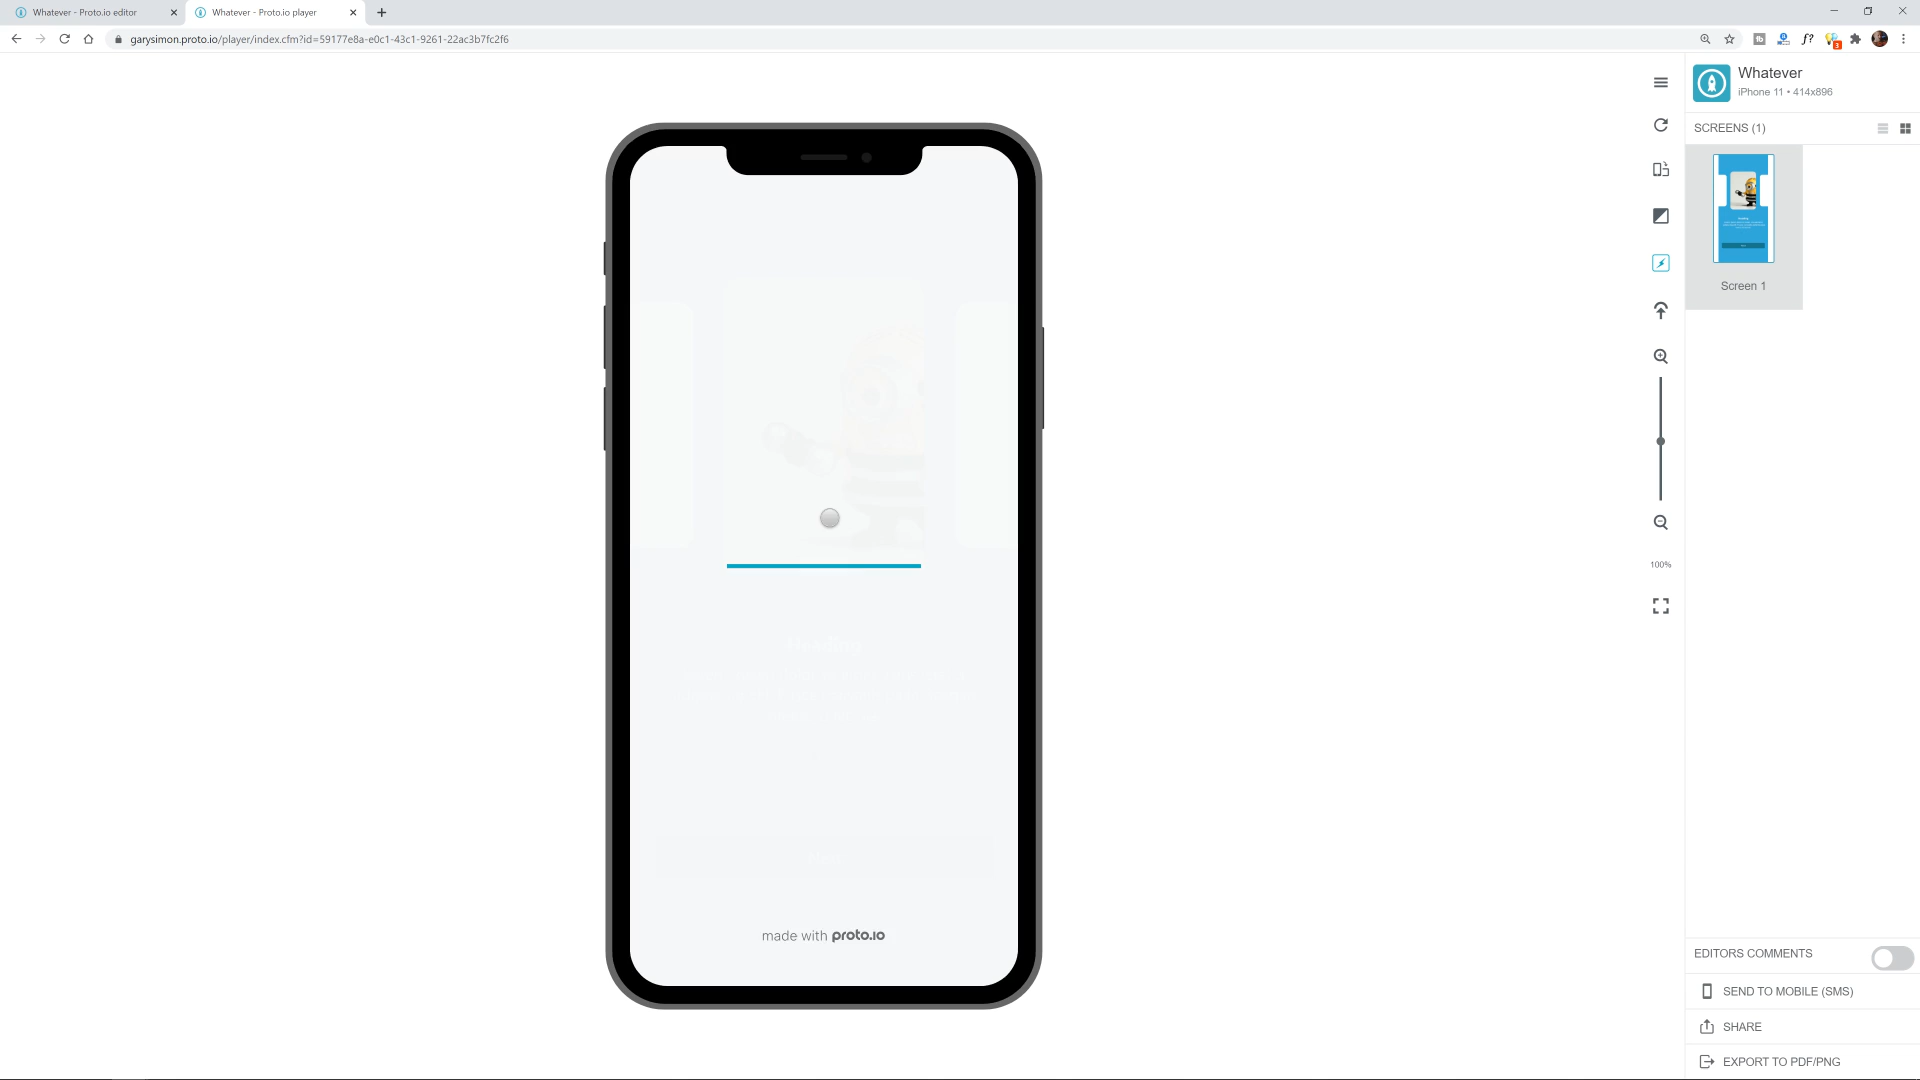 Whatever - Proto.io editor
Whatever - Proto.io player
garysimon.proto.io/player/index.cfm?id=59177e8a-e0c1-43c1-9261-22ac3b7fc2f6
f?
3
Whatever
iPhone 11 • 414x896
SCREENS (1)
Screen 1
100%
Heading
made with proto.io
EDITORS COMMENTS
SEND TO MOBILE (SMS)
SHARE
EXPORT TO PDF/PNG